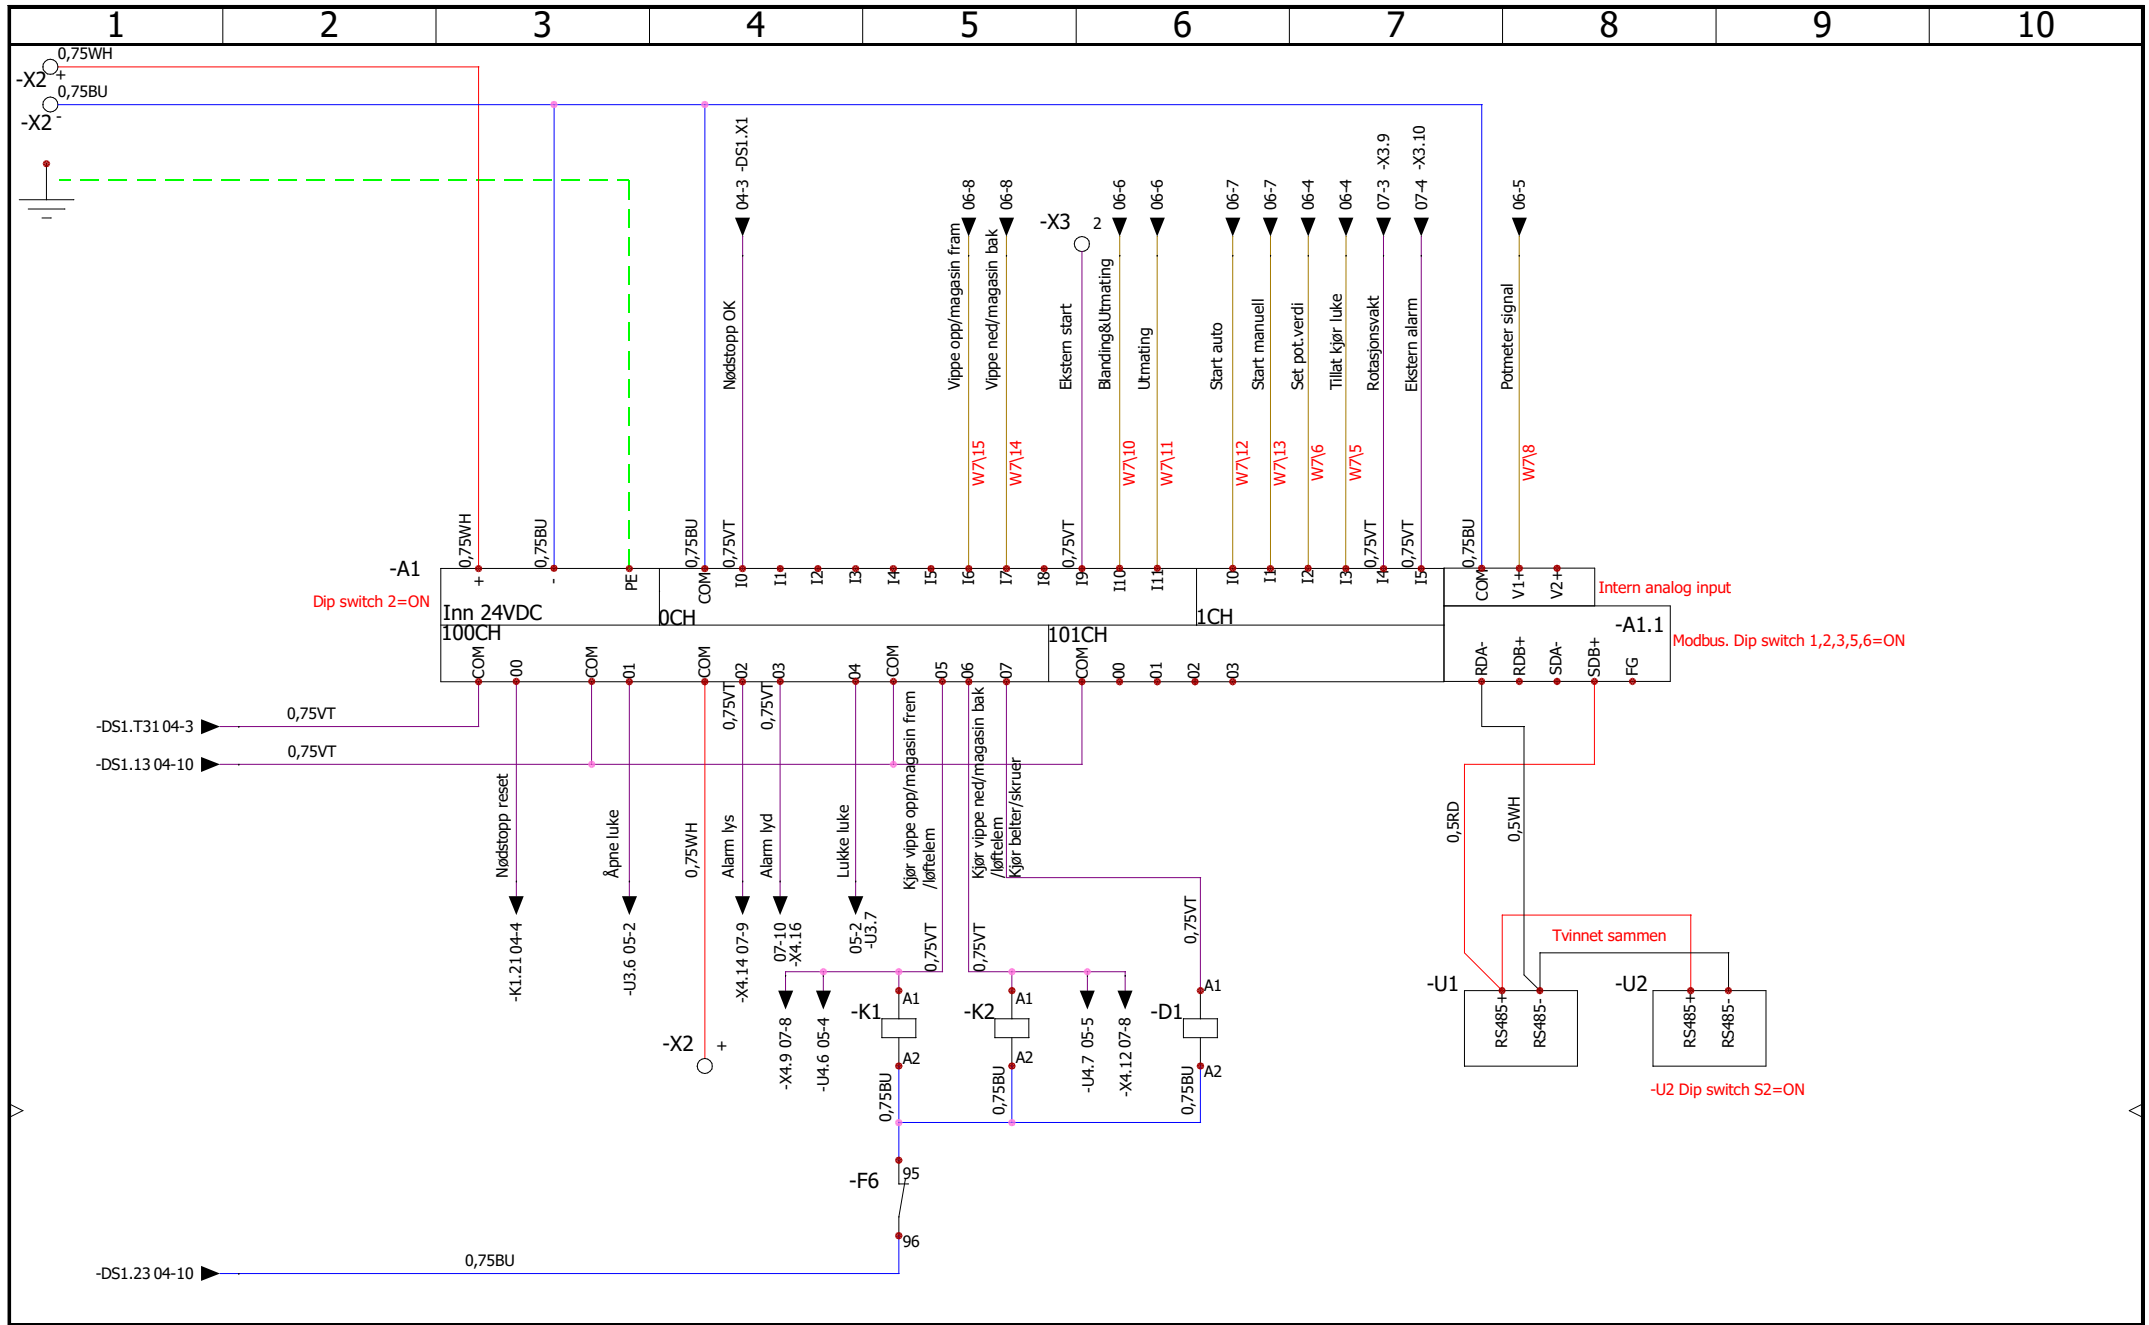 1 2 3 4 5 6 7 8 9 10
0,75WH
-X2 +
0,75BU
-X2 -
04-3 -DS1.X1
Nødstopp OK
06-8
Vippe opp/magasin fram
W7\15
06-8
Vippe ned/magasin bak
W7\14
-X3 2
Ekstern start
06-6
Blanding&Utmating
W7\10
06-6
Utmating
W7\11
06-7
Start auto
W7\12
06-7
Start manuell
W7\13
06-4
Set pot.verdi
W7\6
06-4
Tillat kjør luke
W7\5
07-3 -X3.9
Rotasjonsvakt
07-4 -X3.10
Ekstern alarm
06-5
Potmeter signal
W7\8
0,75WH
0,75BU
0,75BU
0,75VT
0,75VT
0,75VT
0,75VT
0,75BU
-A1
Dip switch 2=ON
+ - PE COM I0 I1 I2 I3 I4 I5 I6 I7 I8 I9 I10 I11 I0 I1 I2 I3 I4 I5 COM V1+ V2+
Intern analog input
Inn 24VDC
0CH
1CH
100CH
101CH
-A1.1
Modbus. Dip switch 1,2,3,5,6=ON
COM 00 COM 01 COM 02 03 04 COM 05 06 07 COM 00 01 02 03 RDA- RDB+ SDA- SDB+ FG
-DS1.T31 04-3
0,75VT
-DS1.13 04-10
0,75VT
Nødstopp reset
-K1.21 04-4
Åpne luke
-U3.6 05-2
0,75WH
-X2 +
0,75VT
Alarm lys
-X4.14 07-9
0,75VT
Alarm lyd
07-10
-X4.16
Lukke luke
05-2
-U3.7
Kjør vippe opp/magasin frem
/løftelem
0,75VT
Kjør vippe ned/magasin bak
/løftelem
0,75VT
Kjør belter/skruer
0,75VT
-X4.9 07-8
-U4.6 05-4
-K1
A1
A2
0,75BU
-K2
A1
A2
0,75BU
-U4.7 05-5
-X4.12 07-8
-D1
A1
A2
0,75BU
0,5RD
0,5WH
Tvinnet sammen
-U1
RS485+
RS485-
-U2
RS485+
RS485-
-U2 Dip switch S2=ON
-F6
95
96
-DS1.23 04-10
0,75BU